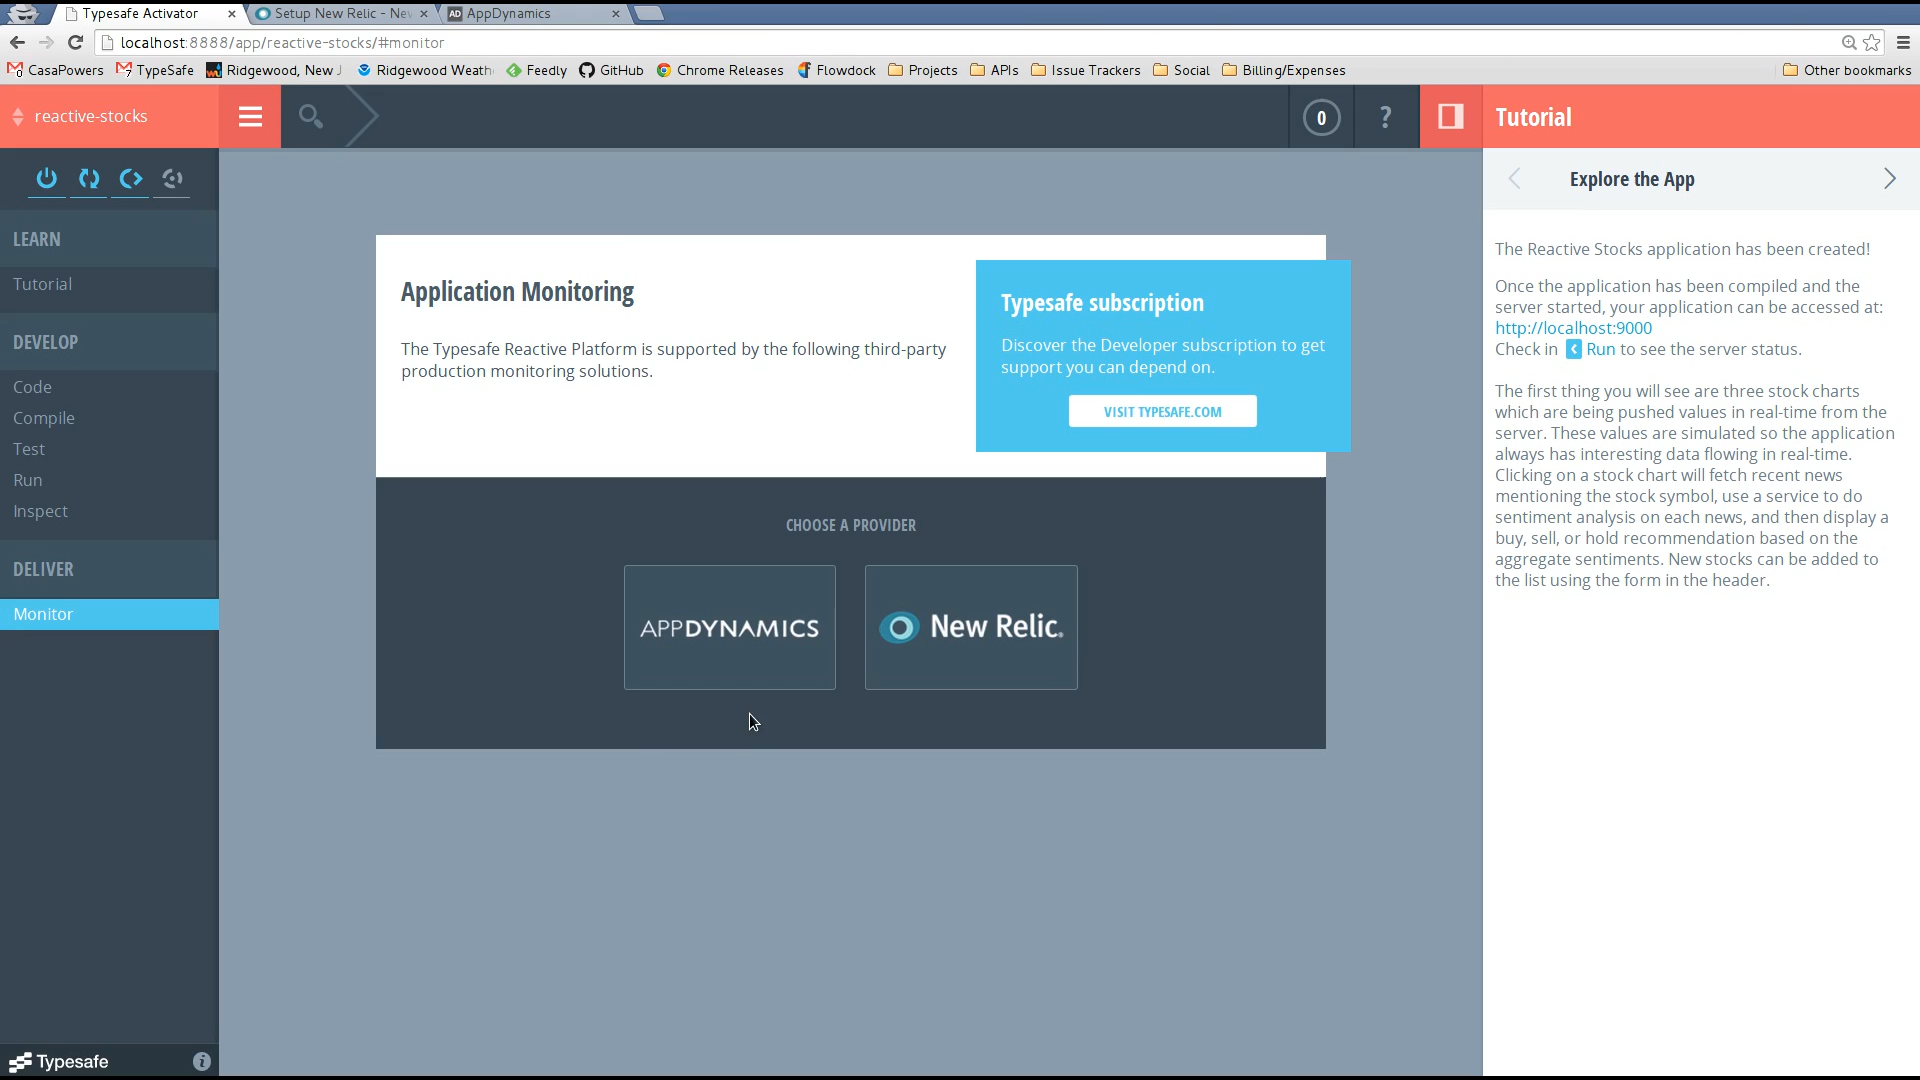 Typesafe Activator
Setup New Relic - Nev
AD AppDynamics
localhost:8888/app/reactive-stocks/#monitor
CasaPowers
TypeSafe
Ridgewood, New J
Ridgewood Weath
Feedly
GitHub
Chrome Releases
Flowdock
Projects
APIs
Issue Trackers
Social
Billing/Expenses
Other bookmarks
reactive-stocks
0
?
Tutorial
LEARN
Tutorial
DEVELOP
Code
Compile
Test
Run
Inspect
DELIVER
Monitor
Typesafe
i
Application Monitoring
The Typesafe Reactive Platform is supported by the following third-party
production monitoring solutions.
Typesafe subscription
Discover the Developer subscription to get
support you can depend on.
VISIT TYPESAFE.COM
CHOOSE A PROVIDER
APPDYNAMICS
New Relic.
Explore the App
The Reactive Stocks application has been created!
Once the application has been compiled and the
server started, your application can be accessed at:
http://localhost:9000
Check in Run to see the server status.
The first thing you will see are three stock charts
which are being pushed values in real-time from the
server. These values are simulated so the application
always has interesting data flowing in real-time.
Clicking on a stock chart will fetch recent news
mentioning the stock symbol, use a service to do
sentiment analysis on each news, and then display a
buy, sell, or hold recommendation based on the
aggregate sentiments. New stocks can be added to
the list using the form in the header.